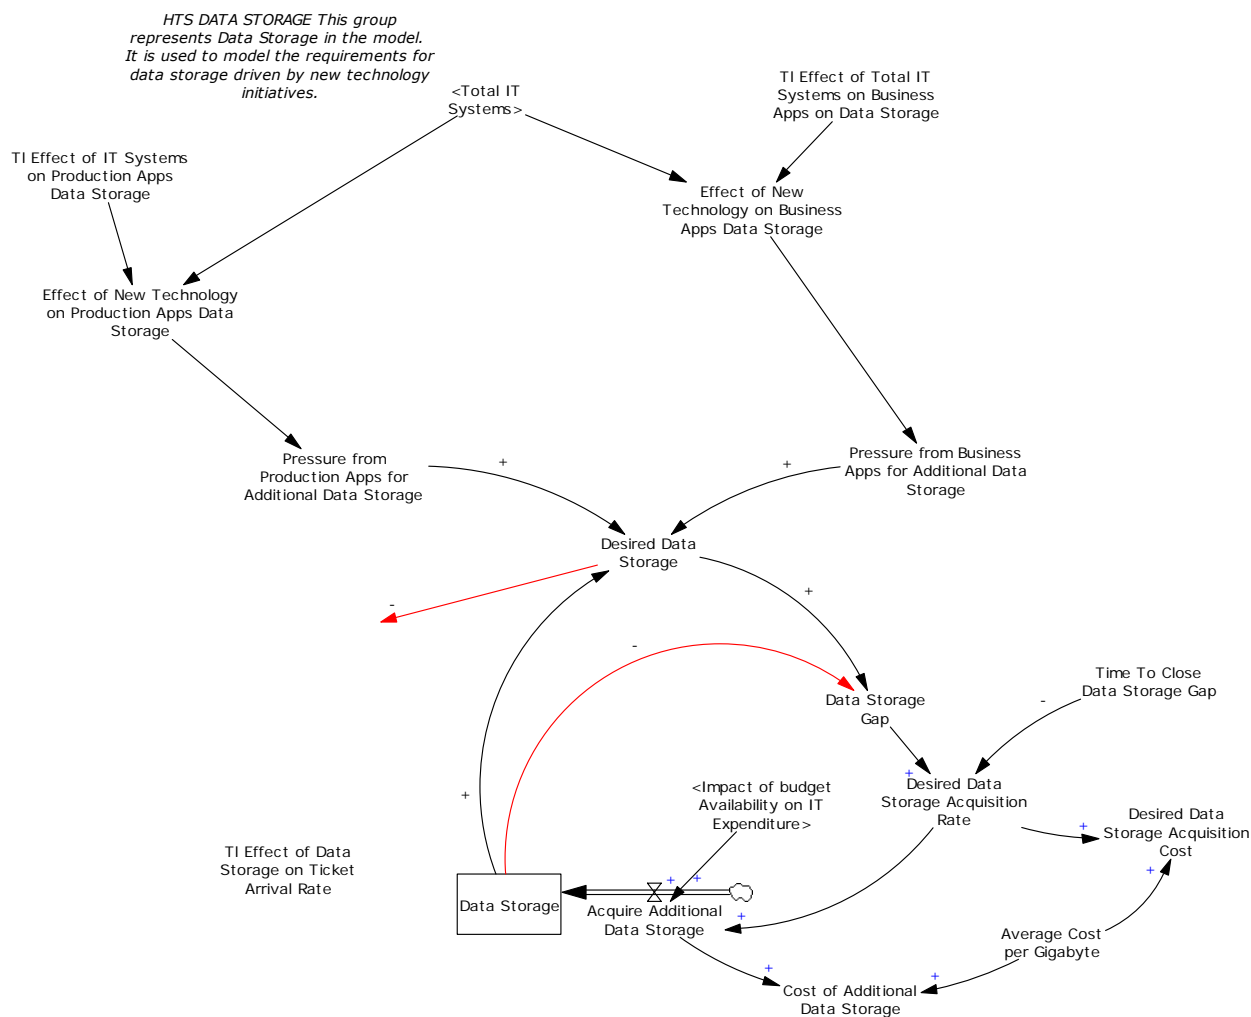 HTS DATA STORAGE This group
represents Data Storage in the model.
It is used to model the requirements for
data storage driven by new technology
initiatives.
<Total IT
Systems>
TI Effect of Total IT
Systems on Business
Apps on Data Storage
TI Effect of IT Systems
on Production Apps
Data Storage
Effect of New
Technology on Business
Apps Data Storage
Effect of New Technology
on Production Apps Data
Storage
Pressure from
Production Apps for
Additional Data Storage
+
+
Pressure from Business
Apps for Additional Data
Storage
Desired Data
Storage
+
-
-
Time To Close
Data Storage Gap
-
Data Storage
Gap
+
Desired Data
Storage Acquisition
Rate
<Impact of budget
Availability on IT
Expenditure>
+
+
Desired Data
Storage Acquisition
Cost
+
TI Effect of Data
Storage on Ticket
Arrival Rate
+
+
Data Storage
Acquire Additional
Data Storage
+
Average Cost
per Gigabyte
+
+
Cost of Additional
Data Storage